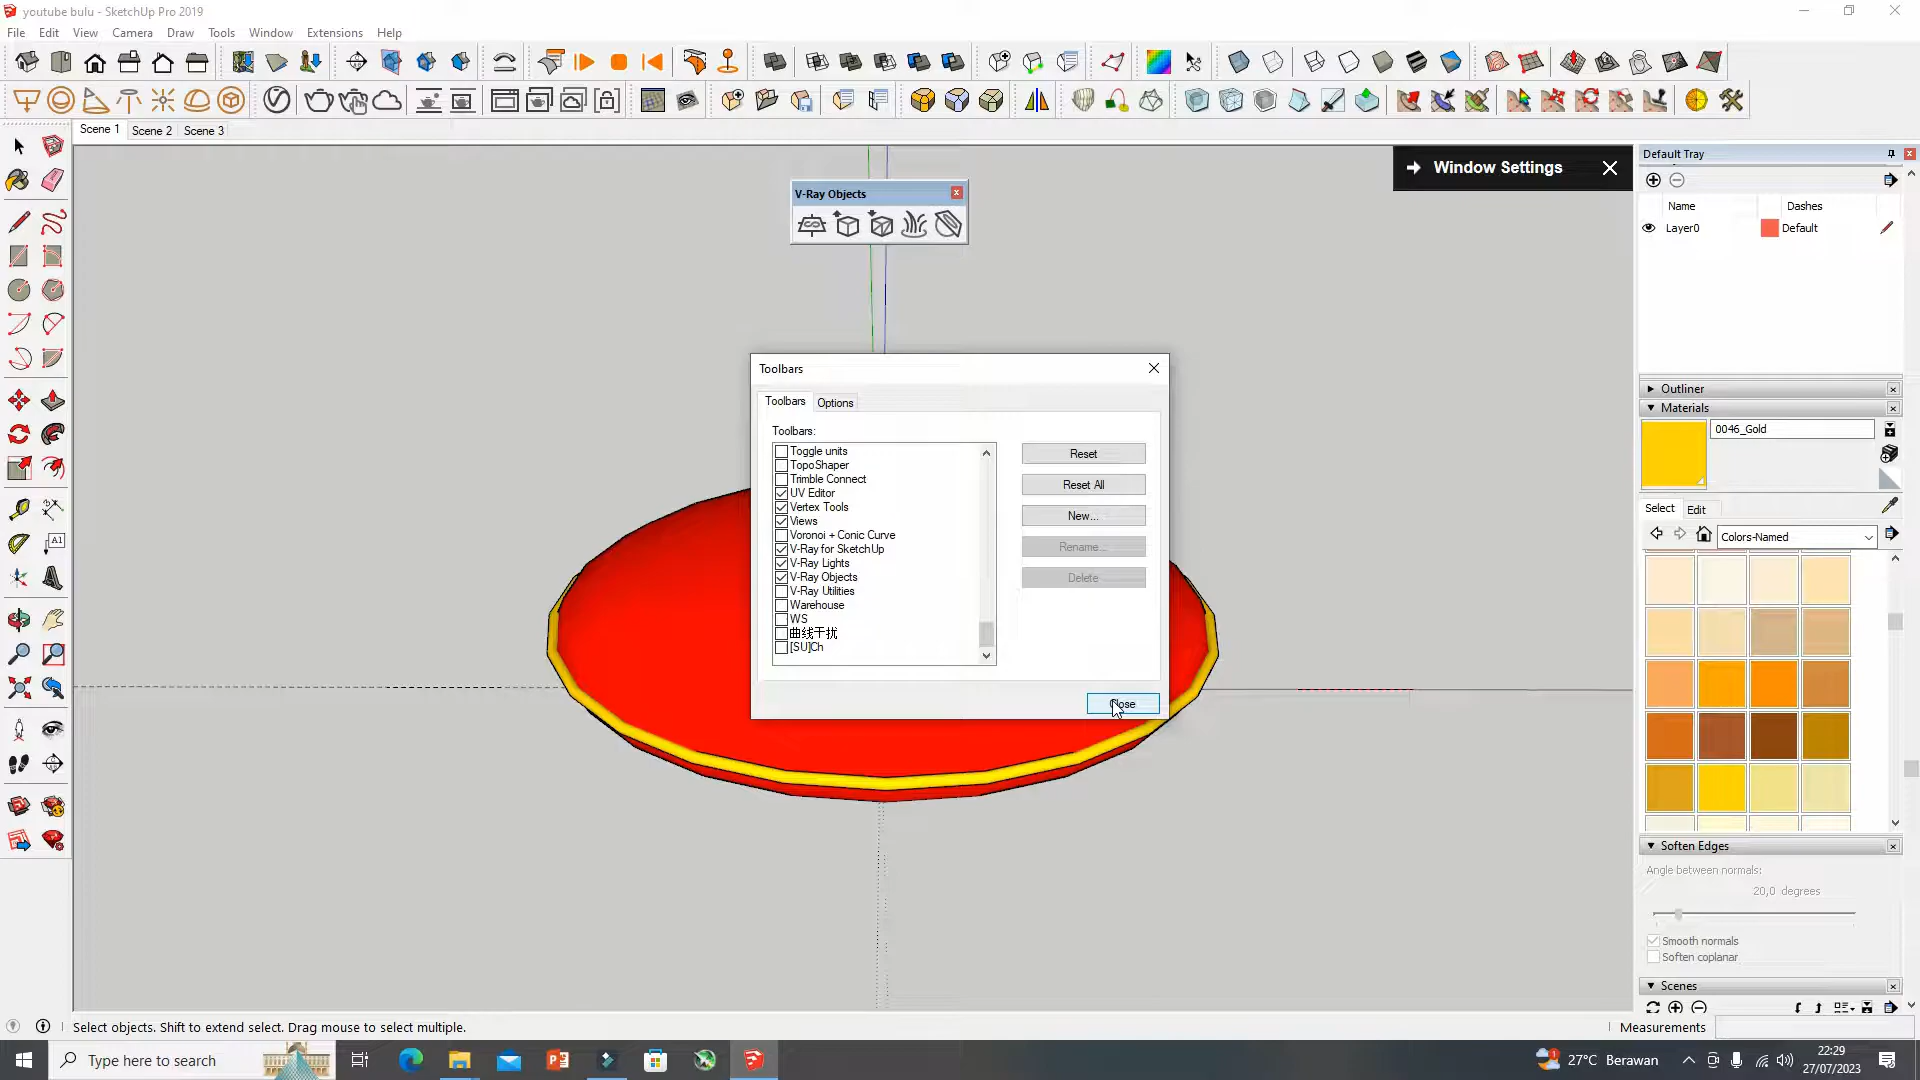 youtube bulu - SketchUp Pro 2019
File Edit View Camera Draw Tools Window Extensions Help
Scene 1 Scene 2 Scene 3
Window Settings
Default Tray
V-Ray Objects
Name Dashes
Layer0 Default
Toolbars
Toolbars Options
Toolbars:
Toggle units
TopoShaper
Trimble Connect
UV Editor
Vertex Tools
Views
Voronoi + Conic Curve
V-Ray for SketchUp
V-Ray Lights
V-Ray Objects
V-Ray Utilities
Warehouse
WS
曲线干扰
[SU]Ch
Reset
Reset All
New...
Rename...
Delete
Close
Outliner
Materials
0046_Gold
Select Edit
Colors-Named
Soften Edges
Angle between normals:
20,0 degrees
Smooth normals
Soften coplanar
Scenes
Select objects. Shift to extend select. Drag mouse to select multiple.
Measurements
Type here to search
27°C Berawan
22:29
27/07/2023